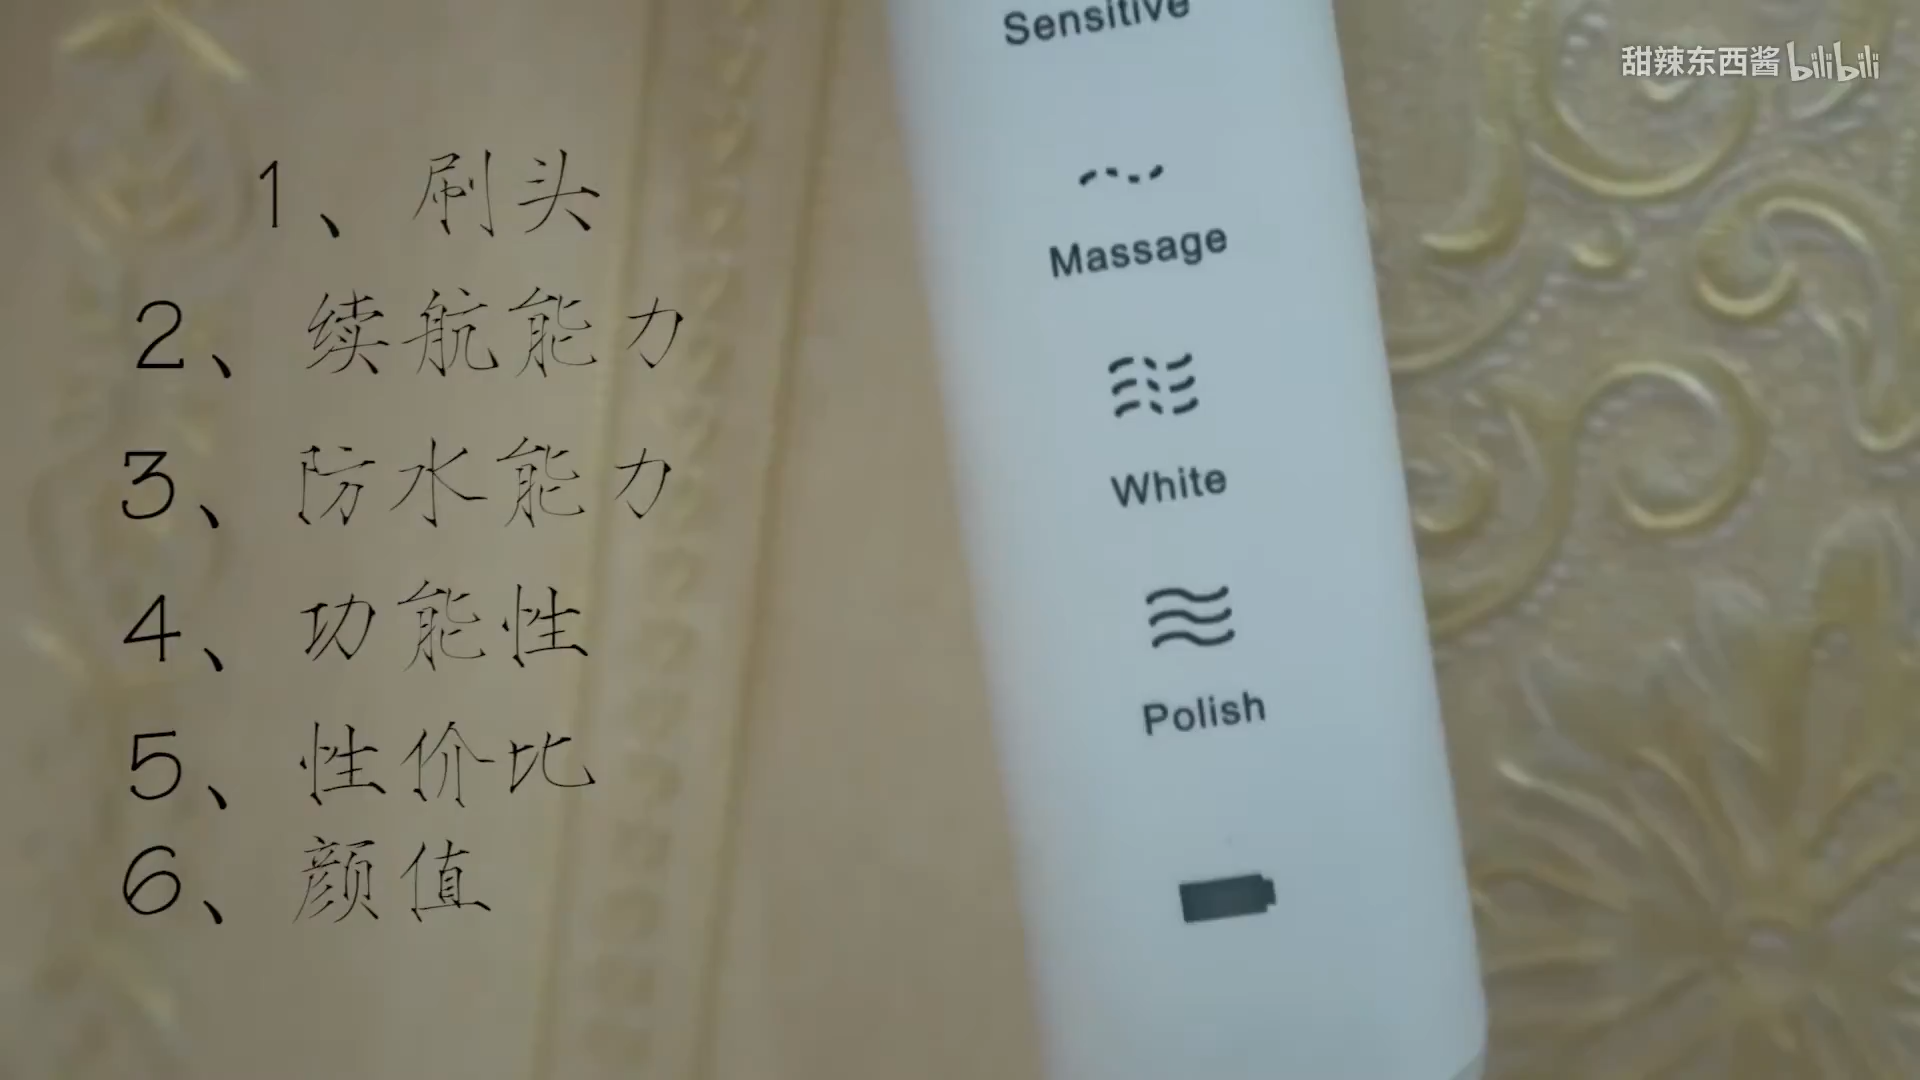 甜辣东西酱 bilibili
1、刷头
2、续航能力
3、防水能力
4、功能性
5、性价比
6、颜值
Sensitive
Massage
White
Polish